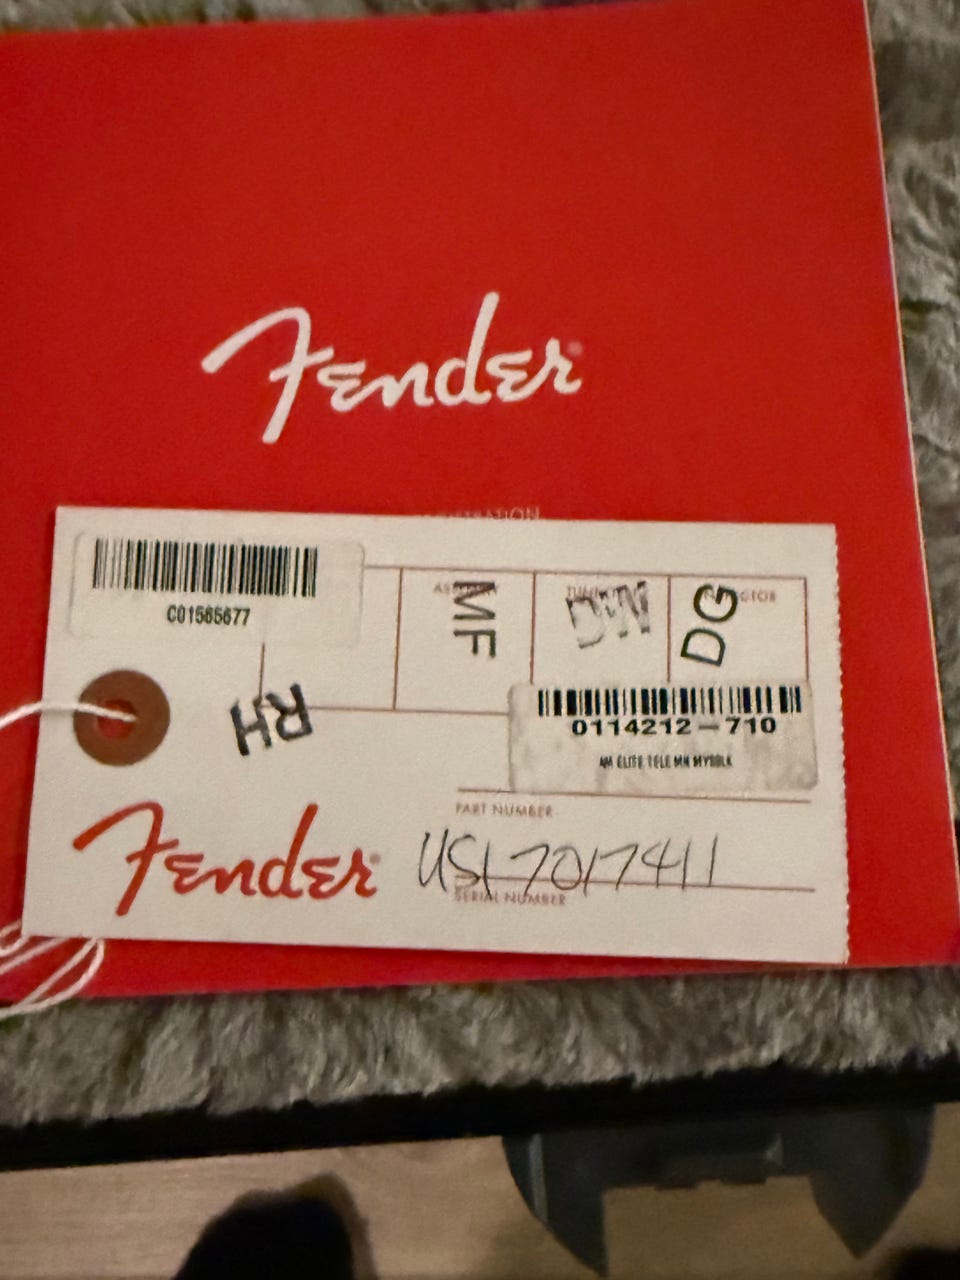 Fender®
C01565677
MF
DW
DG
RH
0114212-710
AM ELITE TELE MN MYSBLK
PART NUMBER
Fender®
US17017411
SERIAL NUMBER